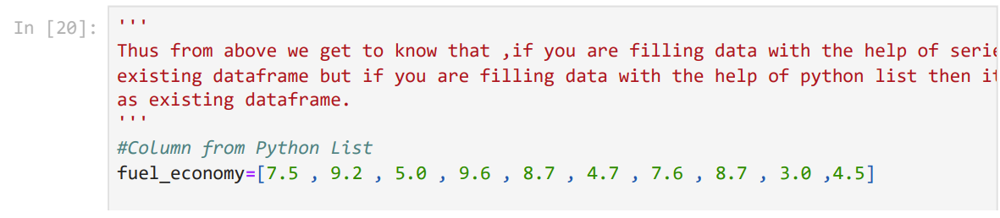 In [20]:
'''
Thus from above we get to know that ,if you are filling data with the help of
existing dataframe but if you are filling data with the help of python list then
as existing dataframe.
'''
#Column from Python List
fuel_economy=[7.5 , 9.2 , 5.0 , 9.6 , 8.7 , 4.7 , 7.6 , 8.7 , 3.0 ,4.5]